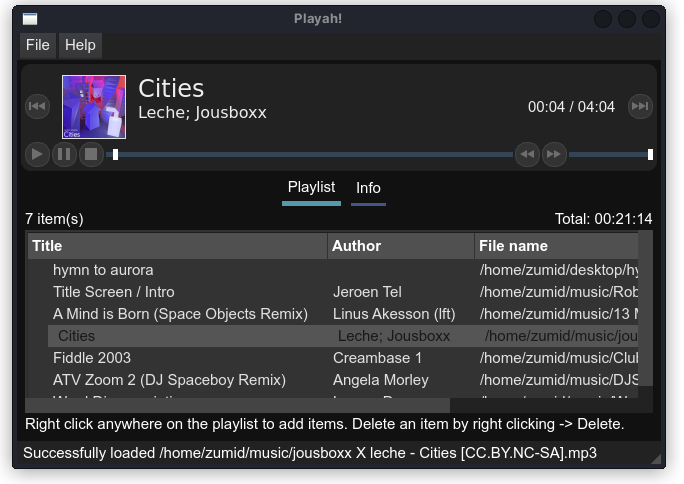 Playah!
File Help
Cities
Leche; Jousboxx
00:04 / 04:04
Cities
Playlist Info
7 item(s) Total: 00:21:14
Title Author File name
hymn to aurora /home/zumid/desktop/hy
Title Screen / Intro Jeroen Tel /home/zumid/music/Rob
A Mind is Born (Space Objects Remix) Linus Akesson (lft) /home/zumid/music/13 M
Cities Leche; Jousboxx /home/zumid/music/jou
Fiddle 2003 Creambase 1 /home/zumid/music/Clul
ATV Zoom 2 (DJ Spaceboy Remix) Angela Morley /home/zumid/music/DJS
Right click anywhere on the playlist to add items. Delete an item by right clicking -> Delete.
Successfully loaded /home/zumid/music/jousboxx X leche - Cities [CC.BY.NC-SA].mp3